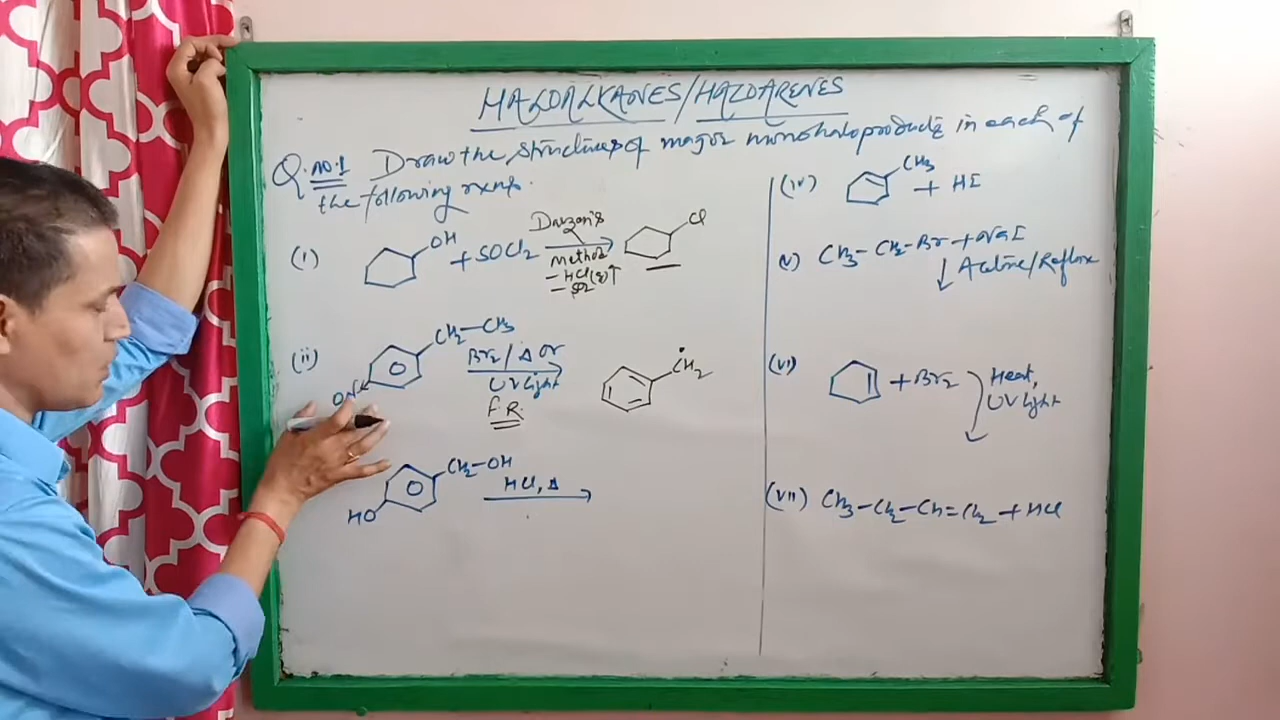 HALOALKANES/HALOARENES
Q.no.1 Draw the structures of major monohalo products in each of
the following rxns.
(i) OH + SOCl2 Darzon's Method - HCl(g)↑ - SO2 Cl
(ii) CH2-CH3 Br2/Δ or UV light F.R. ĊH2
CH2-OH HCl, Δ
HO
(iv) CH3 + HI
(v) CH3-CH2-Br + NaI
Acetone/Reflux
(vi) + Br2 Heat,
UV light
(vii) CH3-CH2-CH=CH2 + HCl